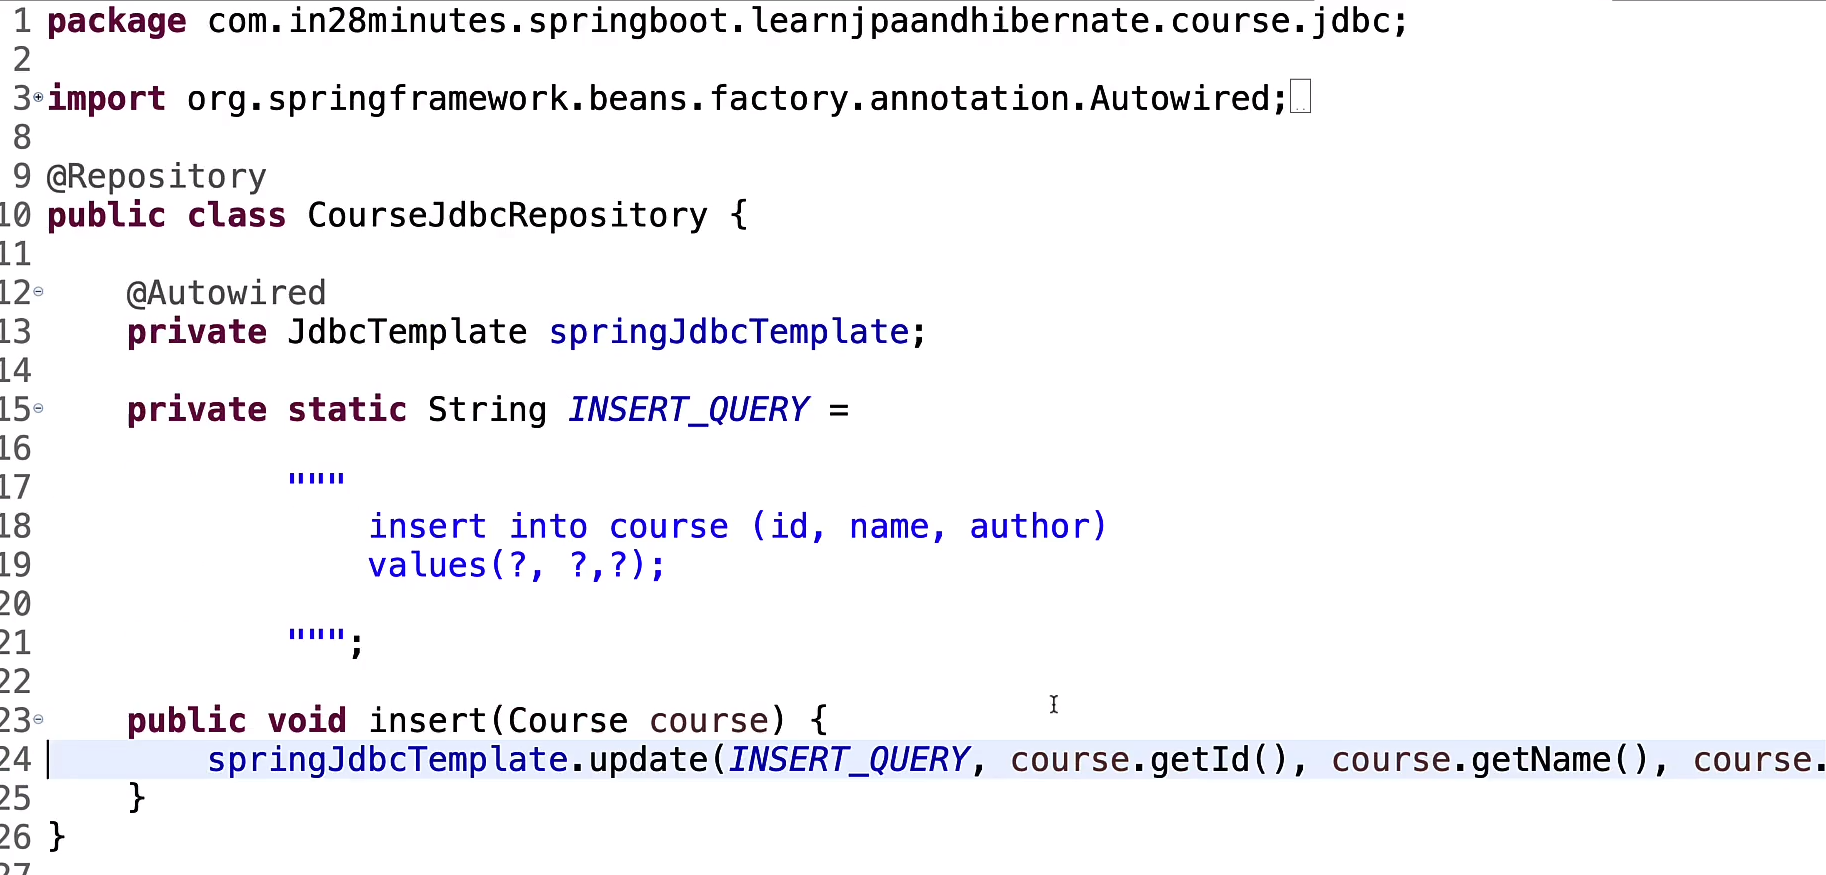 1 package com.in28minutes.springboot.learnjpaandhibernate.course.jdbc;
2
3 import org.springframework.beans.factory.annotation.Autowired;
8
9 @Repository
10 public class CourseJdbcRepository {
11
12 @Autowired
13 private JdbcTemplate springJdbcTemplate;
14
15 private static String INSERT_QUERY =
16
17 """
18 insert into course (id, name, author)
19 values(?, ?,?);
20
21 """;
22
23 public void insert(Course course) {
24 springJdbcTemplate.update(INSERT_QUERY, course.getId(), course.getName(), course.
25 }
26 }
27